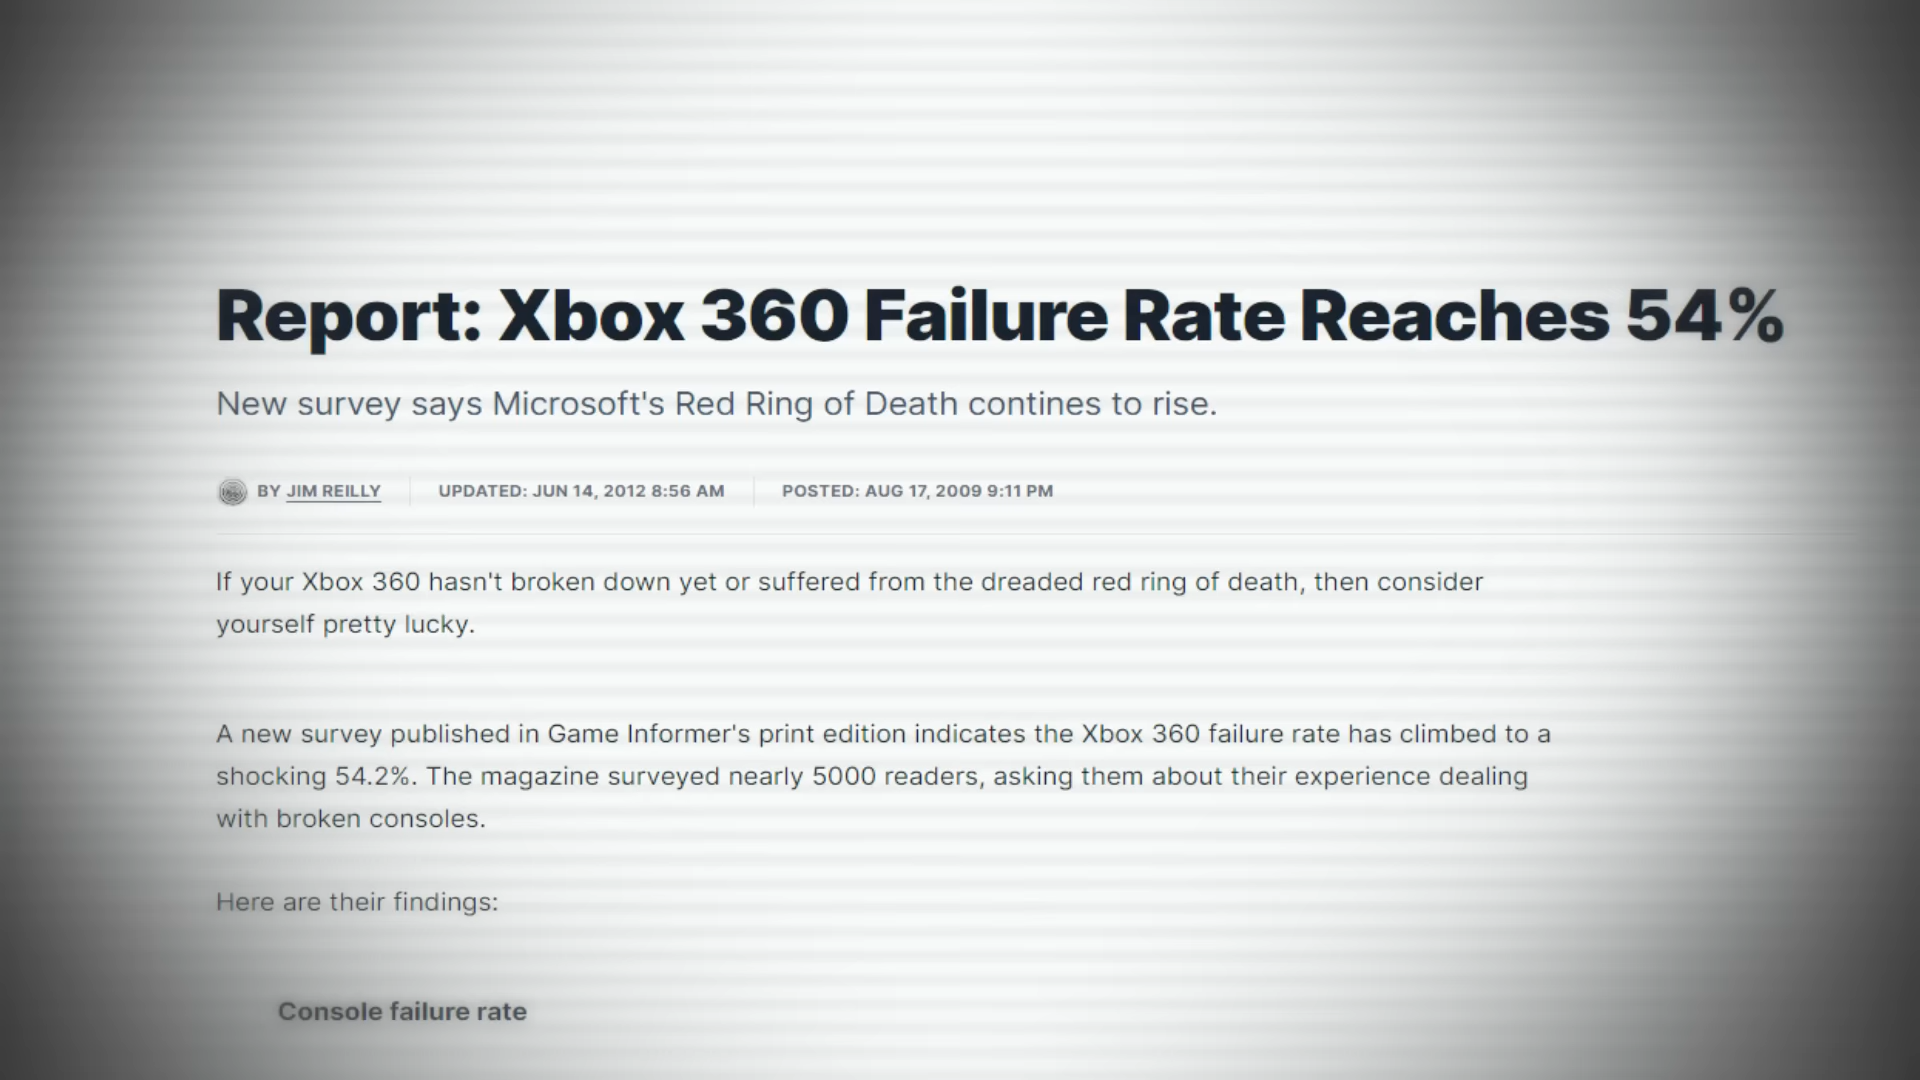 Report: Xbox 360 Failure Rate Reaches 54%
New survey says Microsoft's Red Ring of Death contines to rise.
BY JIM REILLY UPDATED: JUN 14, 2012 8:56 AM POSTED: AUG 17, 2009 9:11 PM
If your Xbox 360 hasn't broken down yet or suffered from the dreaded red ring of death, then consider
yourself pretty lucky.
A new survey published in Game Informer's print edition indicates the Xbox 360 failure rate has climbed to a
shocking 54.2%. The magazine surveyed nearly 5000 readers, asking them about their experience dealing
with broken consoles.
Here are their findings:
Console failure rate